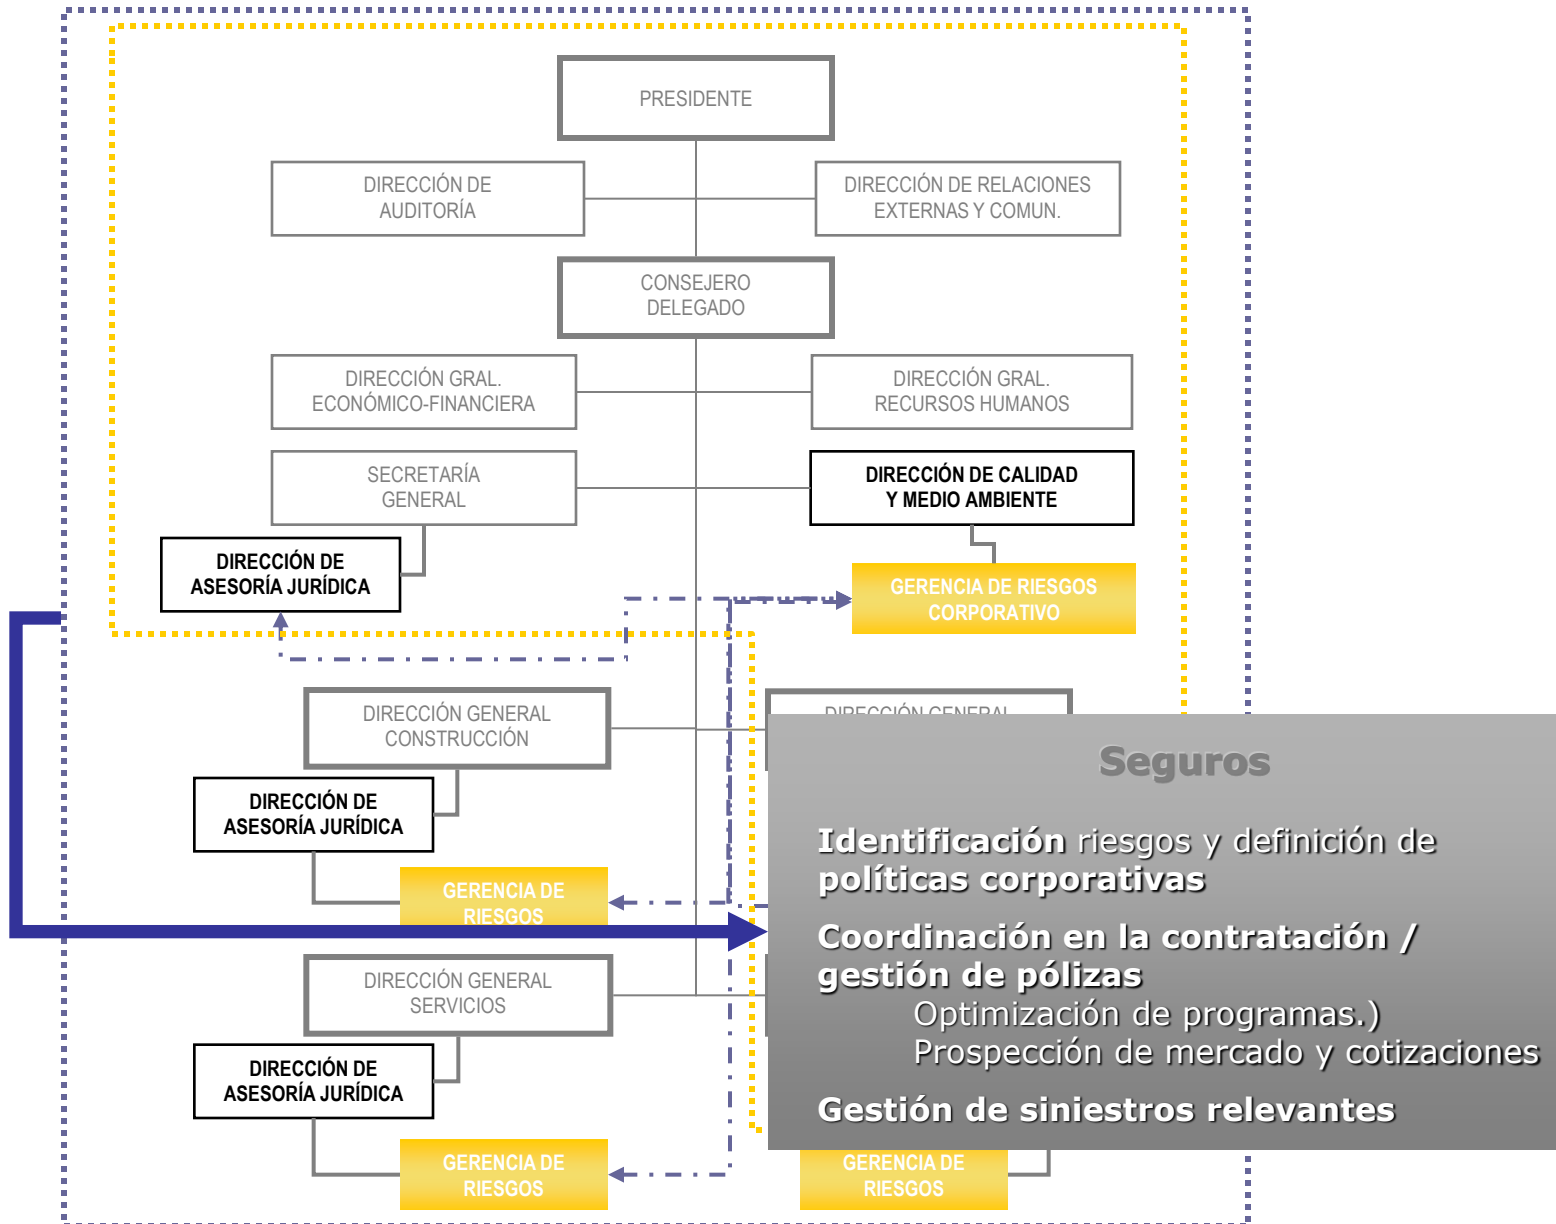 PRESIDENTE
DIRECCIÓN DE
AUDITORÍA
DIRECCIÓN DE RELACIONES
EXTERNAS Y COMUN.
CONSEJERO
DELEGADO
DIRECCIÓN GRAL.
ECONÓMICO-FINANCIERA
DIRECCIÓN GRAL.
RECURSOS HUMANOS
SECRETARÍA
GENERAL
DIRECCIÓN DE CALIDAD
Y MEDIO AMBIENTE
DIRECCIÓN DE
ASESORÍA JURÍDICA
GERENCIA DE RIESGOS
CORPORATIVO
DIRECCIÓN GENERAL
CONSTRUCCIÓN
DIRECCIÓN GENERAL
DIRECCIÓN DE
ASESORÍA JURÍDICA
GERENCIA DE
RIESGOS
DIRECCIÓN GENERAL
SERVICIOS
DIRECCIÓN DE
ASESORÍA JURÍDICA
GERENCIA DE
RIESGOS
Seguros
Identificación riesgos y definición de
políticas corporativas
Coordinación en la contratación /
gestión de pólizas
Optimización de programas.)
Prospección de mercado y cotizaciones
Gestión de siniestros relevantes
GERENCIA DE
RIESGOS